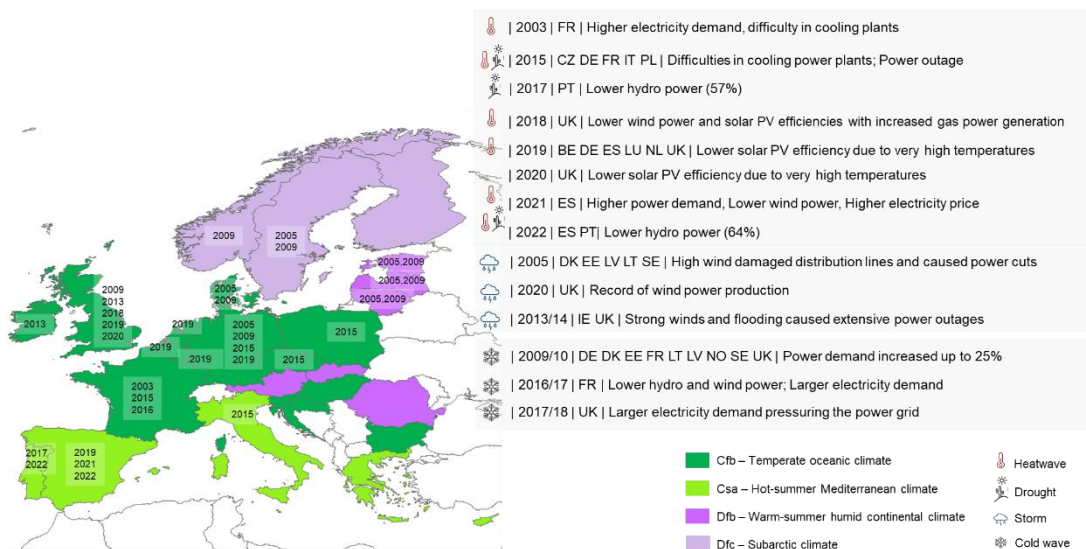 | 2003 | FR | Higher electricity demand, difficulty in cooling plants
| 2015 | CZ DE FR IT PL | Difficulties in cooling power plants; Power outage
| 2017 | PT | Lower hydro power (57%)
| 2018 | UK | Lower wind power and solar PV efficiencies with increased gas power generation
| 2019 | BE DE ES LU NL UK | Lower solar PV efficiency due to very high temperatures
| 2020 | UK | Lower solar PV efficiency due to very high temperatures
| 2021 | ES | Higher power demand, Lower wind power, Higher electricity price
| 2022 | ES PT| Lower hydro power (64%)
| 2005 | DK EE LV LT SE | High wind damaged distribution lines and caused power cuts
| 2020 | UK | Record of wind power production
| 2013/14 | IE UK | Strong winds and flooding caused extensive power outages
| 2009/10 | DE DK EE FR LT LV NO SE UK | Power demand increased up to 25%
| 2016/17 | FR | Lower hydro and wind power; Larger electricity demand
| 2017/18 | UK | Larger electricity demand pressuring the power grid
2009
2005
2009
2005,2009
2005,2009
2005,2009
2005
2009
2009
2013
2018
2019
2020
2013
2019
2019
2019
2005
2009
2015
2019
2015
2015
2003
2015
2016
2015
2017
2022
2019
2021
2022
Cfb – Temperate oceanic climate
Csa – Hot-summer Mediterranean climate
Dfb – Warm-summer humid continental climate
Dfc – Subarctic climate
Heatwave
Drought
Storm
Cold wave